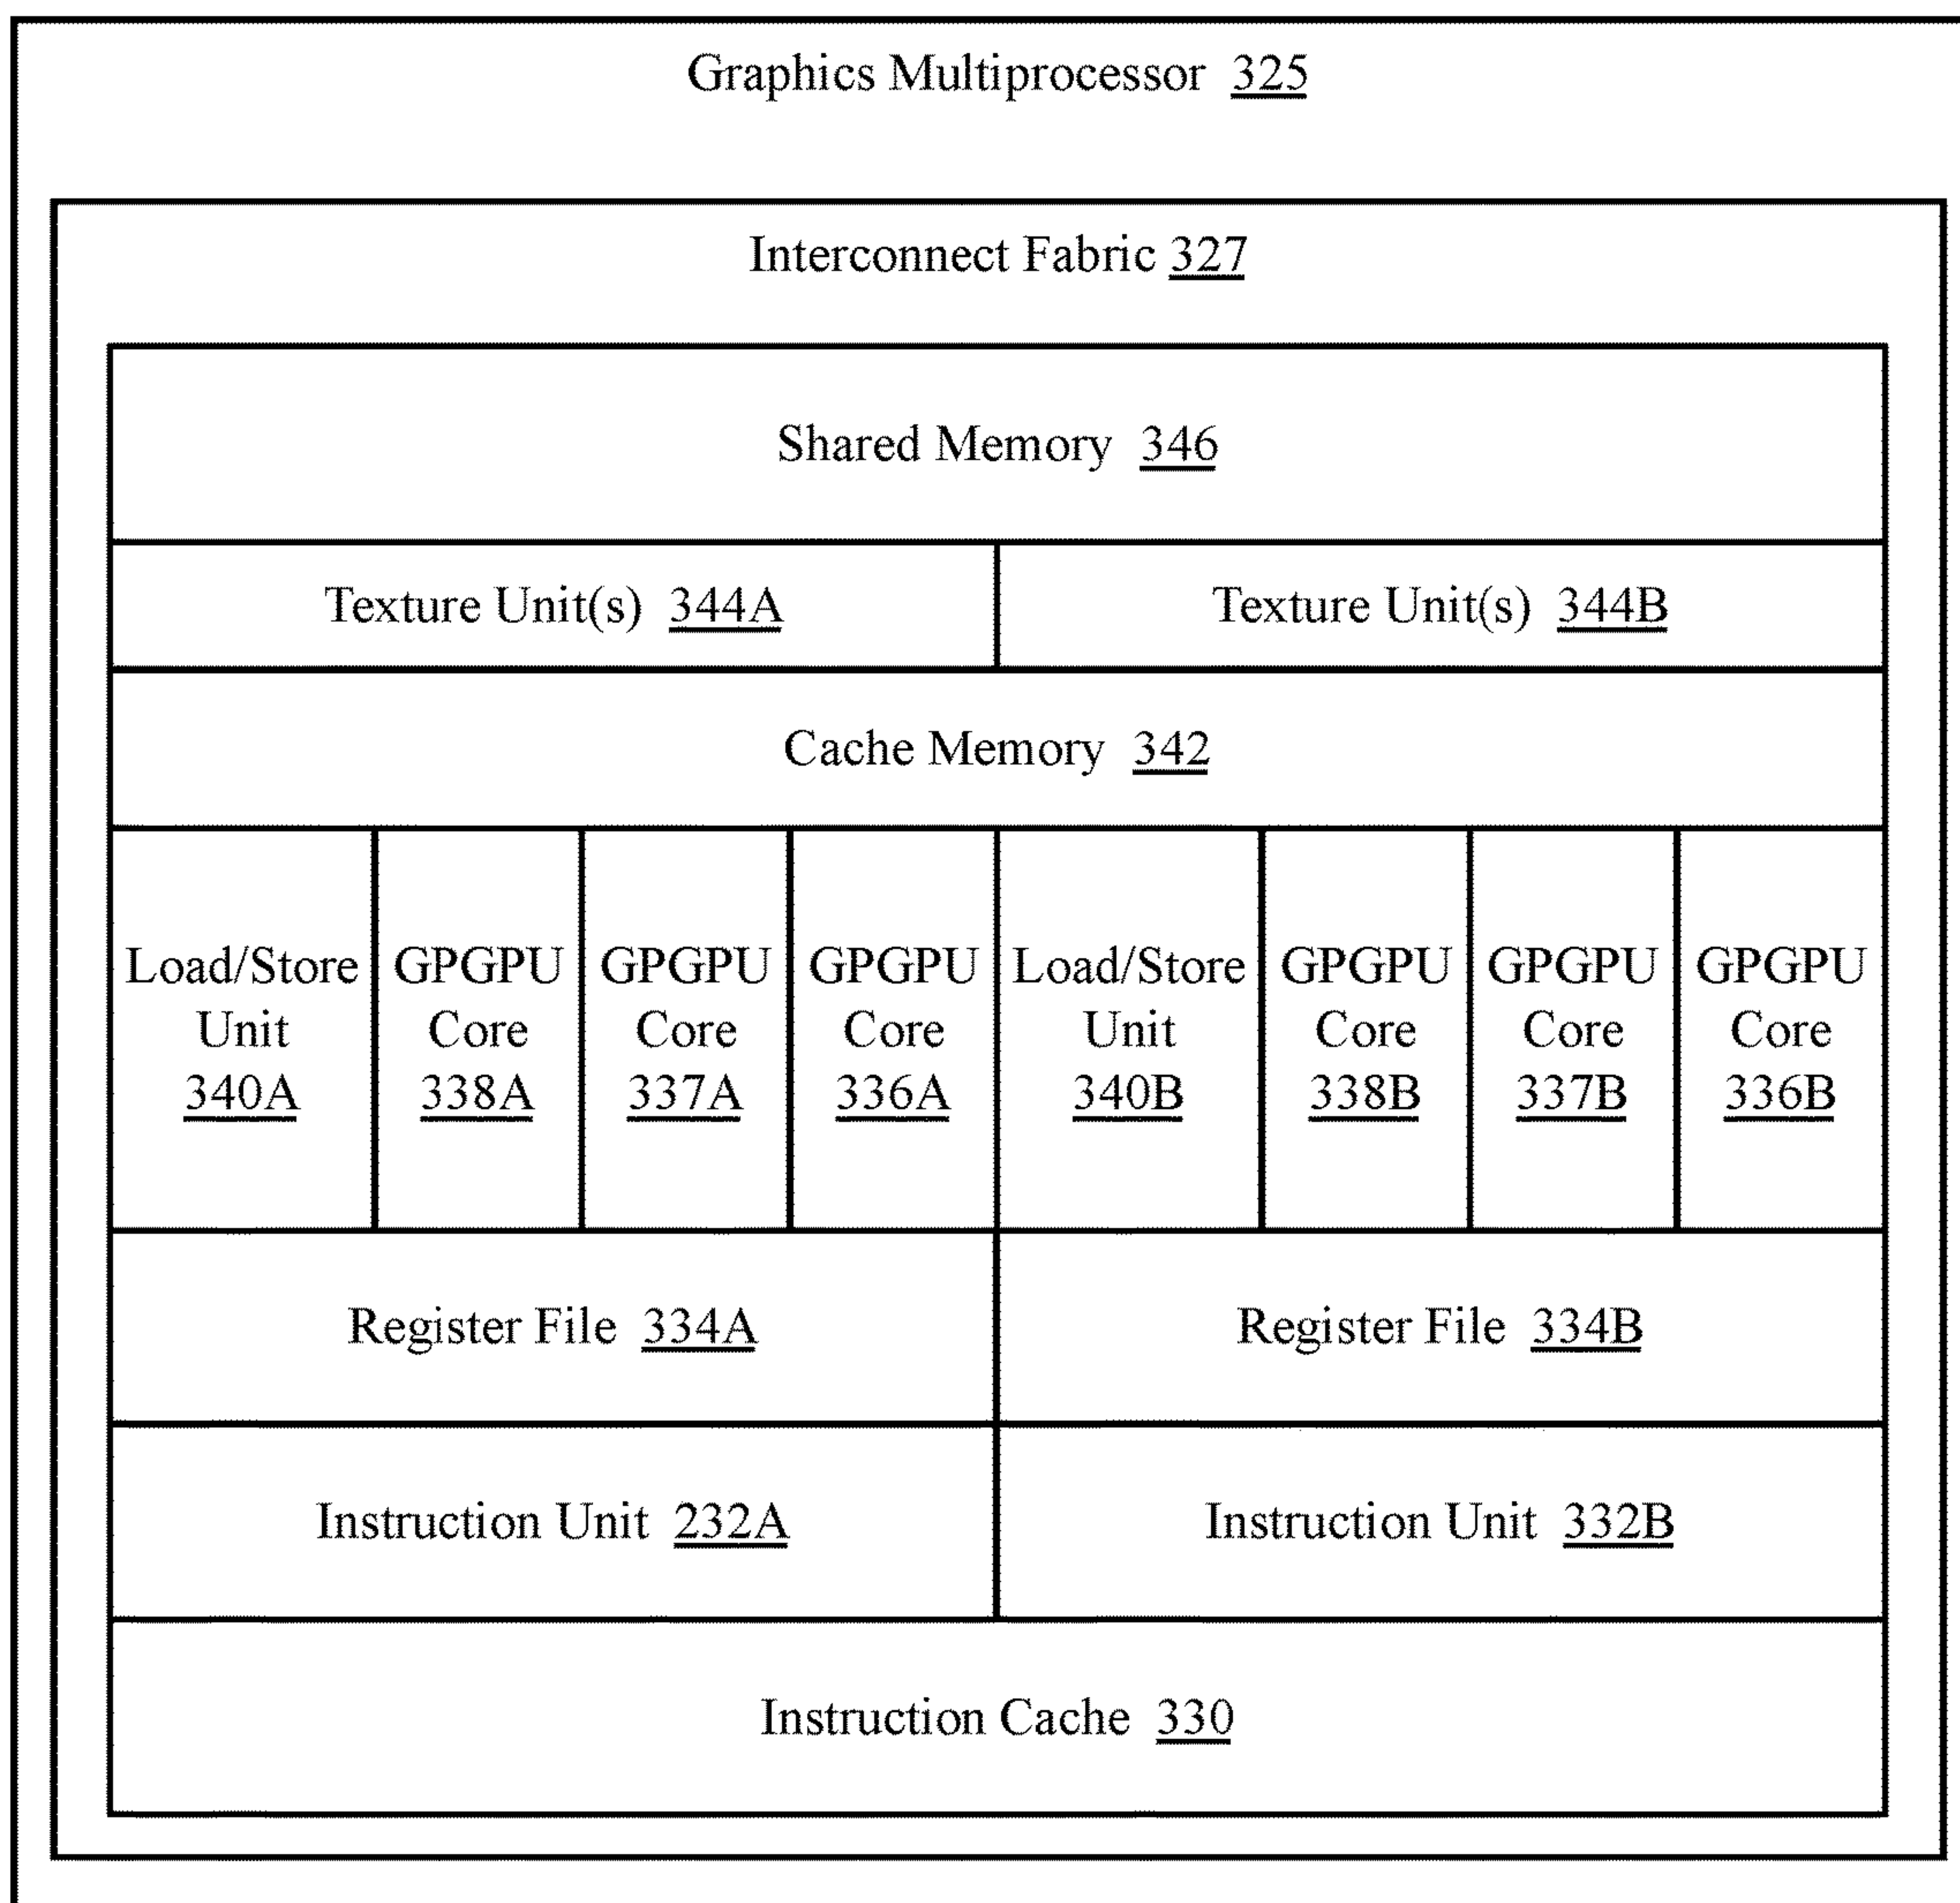 Graphics Multiprocessor 325
Interconnect Fabric 327
Shared Memory 346
Texture Unit(s) 344A
Texture Unit(s) 344B
Cache Memory 342
Load/Store
Unit
340A
GPGPU
Core
338A
GPGPU
Core
337A
GPGPU
Core
336A
Load/Store
Unit
340B
GPGPU
Core
338B
GPGPU
Core
337B
GPGPU
Core
336B
Register File 334A
Register File 334B
Instruction Unit 232A
Instruction Unit 332B
Instruction Cache 330